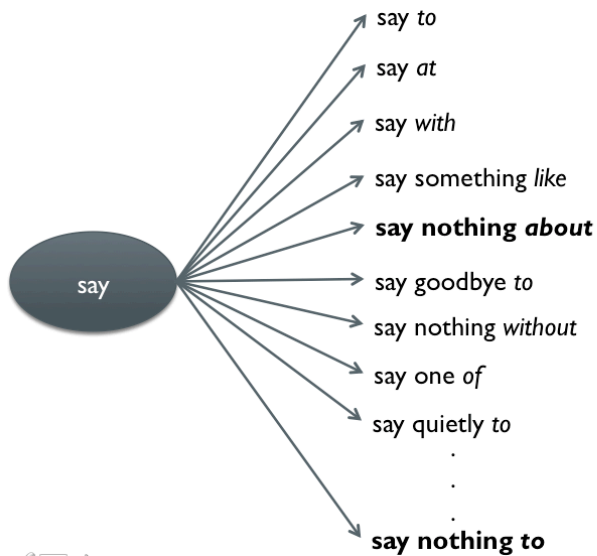 say to
say at
say with
say something like
say nothing about
say
say goodbye to
say nothing without
say one of
say quietly to
.
.
.
say nothing to